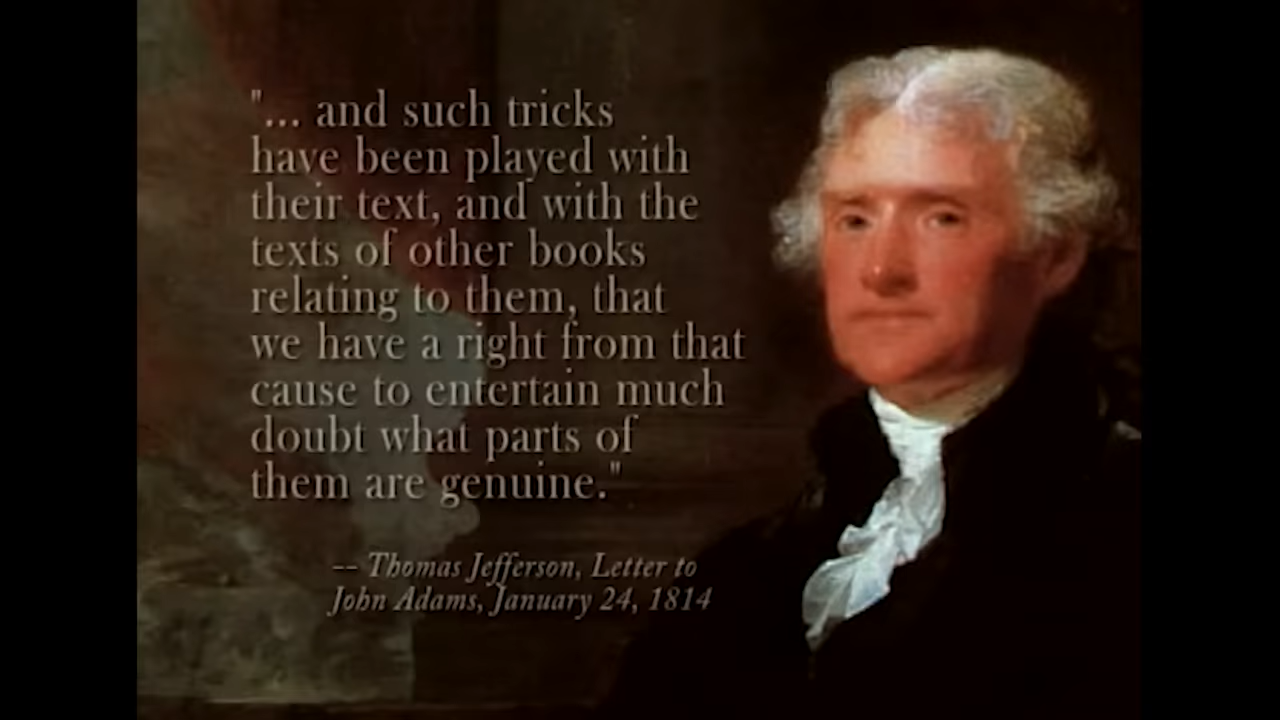 "... and such tricks
have been played with
their text, and with the
texts of other books
relating to them, that
we have a right from that
cause to entertain much
doubt what parts of
them are genuine."
-- Thomas Jefferson, Letter to
John Adams, January 24, 1814